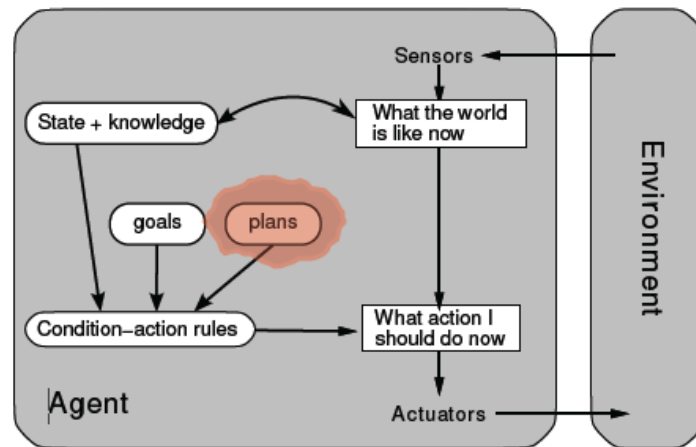 Sensors
State + knowledge
What the world
is like now
goals
plans
Condition–action rules
What action I
should do now
Agent
Actuators
Environment